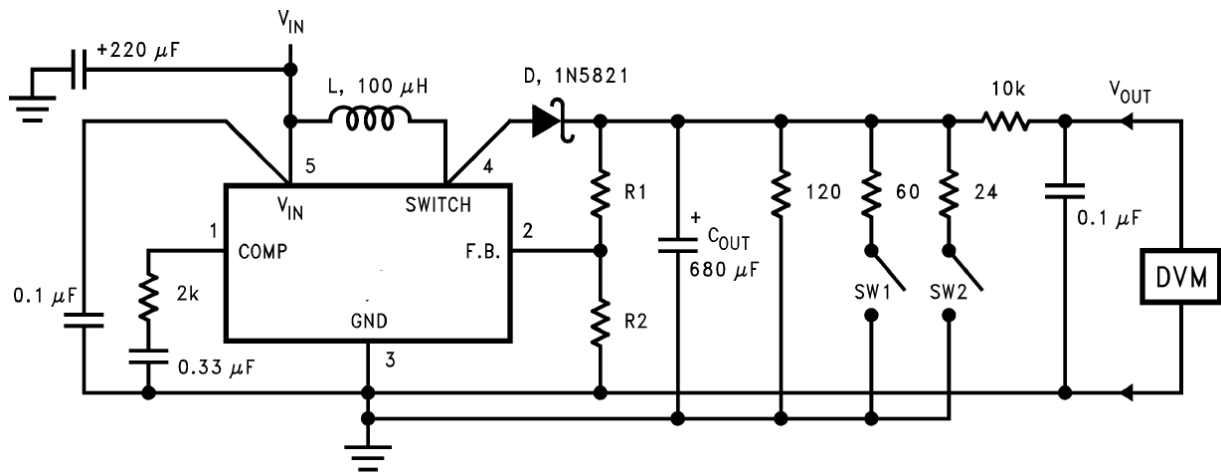 V_IN
+220 µF
L, 100 µH
D, 1N5821
10k
V_OUT
5
4
V_IN
SWITCH
R1
120
60
24
0.1 µF
1
COMP
2
F.B.
+
C_OUT
680 µF
DVM
0.1 µF
2k
SW1
SW2
GND
R2
0.33 µF
3